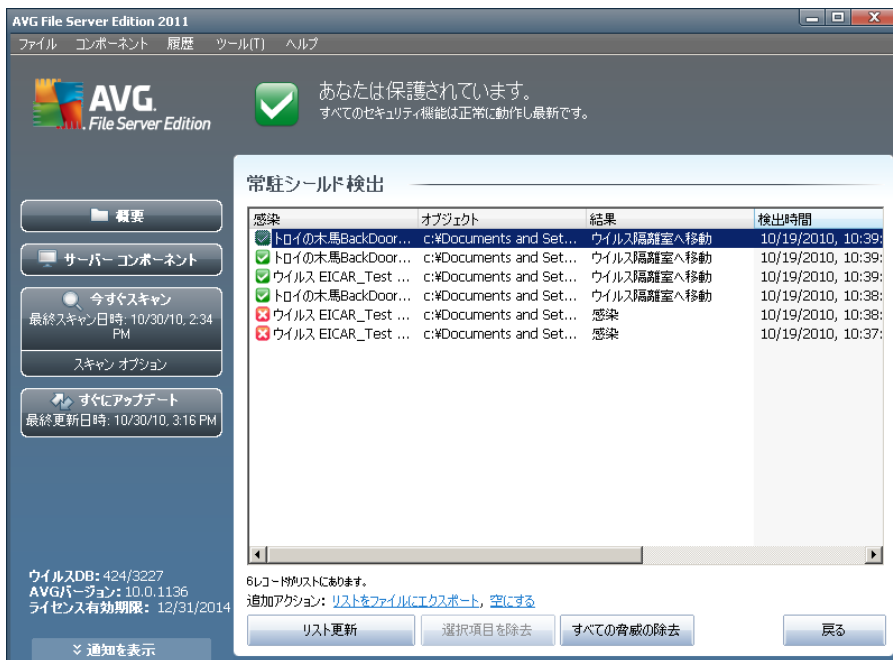 AVG File Server Edition 2011
ファイル コンポーネント 履歴 ツール(T) ヘルプ
AVG.
File Server Edition
あなたは保護されています。
すべてのセキュリティ機能は正常に動作し最新です。
概要
サーバー コンポーネント
今すぐスキャン
最終スキャン日時: 10/30/10, 2:34
PM
スキャン オプション
すぐにアップデート
最終更新日時: 10/30/10, 3:16 PM
常駐シールド検出
感染 オブジェクト 結果 検出時間
トロイの木馬BackDoor... c:¥Documents and Set... ウイルス隔離室へ移動 10/19/2010, 10:39:
トロイの木馬BackDoor... c:¥Documents and Set... ウイルス隔離室へ移動 10/19/2010, 10:39:
ウイルス EICAR_Test ... c:¥Documents and Set... ウイルス隔離室へ移動 10/19/2010, 10:39:
トロイの木馬BackDoor... c:¥Documents and Set... ウイルス隔離室へ移動 10/19/2010, 10:38:
ウイルス EICAR_Test ... c:¥Documents and Set... 感染 10/19/2010, 10:38:
ウイルス EICAR_Test ... c:¥Documents and Set... 感染 10/19/2010, 10:37:
6レコードがリストにあります。
追加アクション: リストをファイルにエクスポート, 空にする
リスト更新 選択項目を除去 すべての脅威の除去 戻る
ウイルスDB: 424/3227
AVGバージョン: 10.0.1136
ライセンス有効期限: 12/31/2014
通知を表示